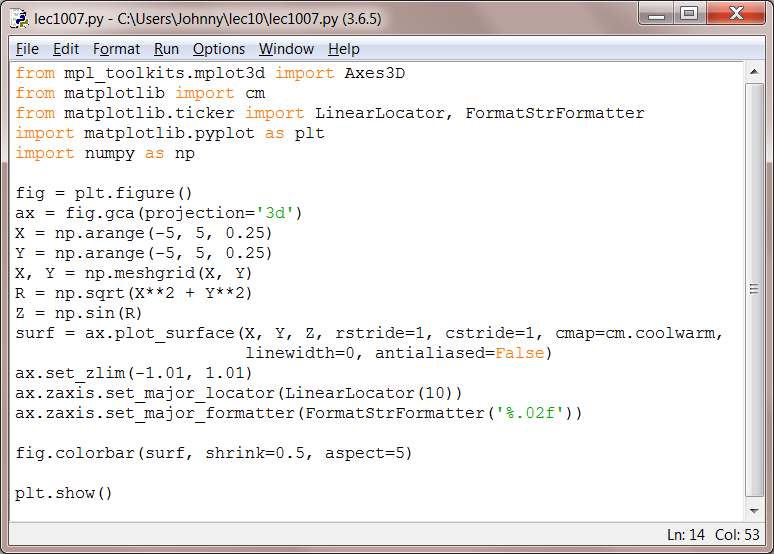 lec1007.py - C:\Users\Johnny\lec10\lec1007.py (3.6.5)
File Edit Format Run Options Window Help
from mpl_toolkits.mplot3d import Axes3D
from matplotlib import cm
from matplotlib.ticker import LinearLocator, FormatStrFormatter
import matplotlib.pyplot as plt
import numpy as np
fig = plt.figure()
ax = fig.gca(projection='3d')
X = np.arange(-5, 5, 0.25)
Y = np.arange(-5, 5, 0.25)
X, Y = np.meshgrid(X, Y)
R = np.sqrt(X**2 + Y**2)
Z = np.sin(R)
surf = ax.plot_surface(X, Y, Z, rstride=1, cstride=1, cmap=cm.coolwarm,
                       linewidth=0, antialiased=False)
ax.set_zlim(-1.01, 1.01)
ax.zaxis.set_major_locator(LinearLocator(10))
ax.zaxis.set_major_formatter(FormatStrFormatter('%.02f'))
fig.colorbar(surf, shrink=0.5, aspect=5)
plt.show()
Ln: 14 Col: 53